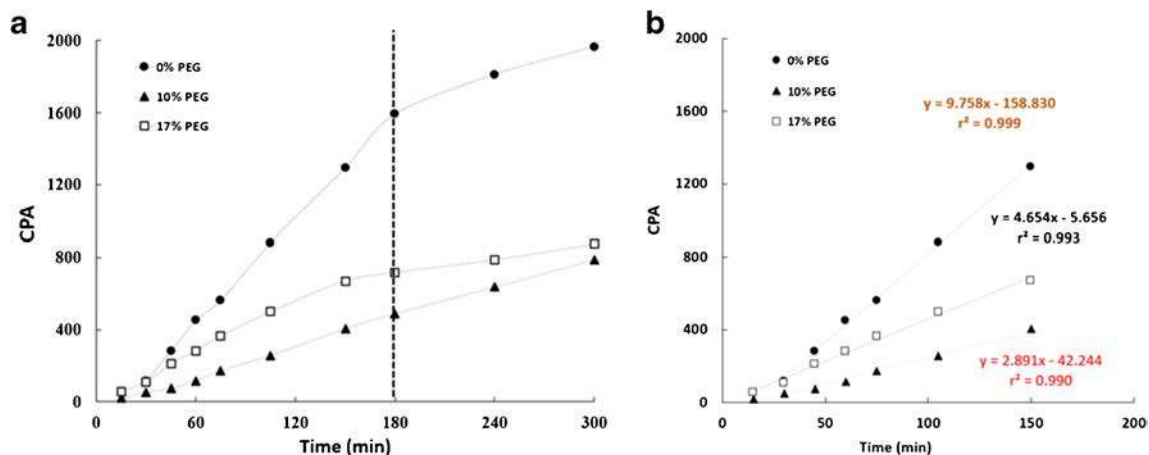 a
2000
1600
1200
800
400
0
CPA
0% PEG
10% PEG
17% PEG
0 60 120 180 240 300
Time (min)
b
2000
1600
1200
800
400
0
CPA
0% PEG
10% PEG
17% PEG
y = 9.758x - 158.830
r² = 0.999
y = 4.654x - 5.656
r² = 0.993
y = 2.891x - 42.244
r² = 0.990
0 50 100 150 200
Time (min)